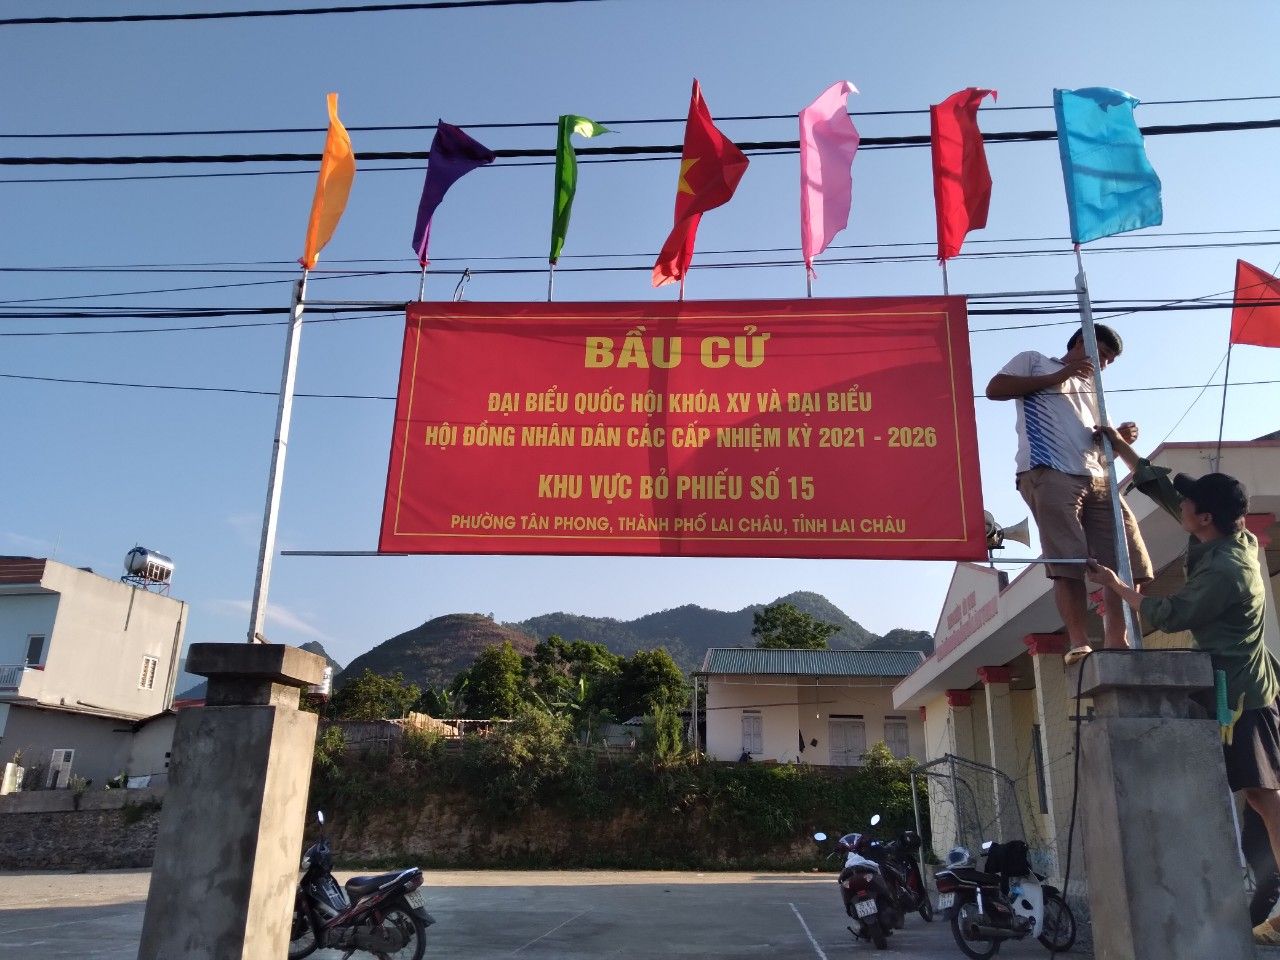 BẦU CỬ
ĐẠI BIỂU QUỐC HỘI KHÓA XV VÀ ĐẠI BIỂU
HỘI ĐỒNG NHÂN DÂN CÁC CẤP NHIỆM KỲ 2021 - 2026
KHU VỰC BỎ PHIẾU SỐ 15
PHƯỜNG TÂN PHONG, THÀNH PHỐ LAI CHÂU, TỈNH LAI CHÂU